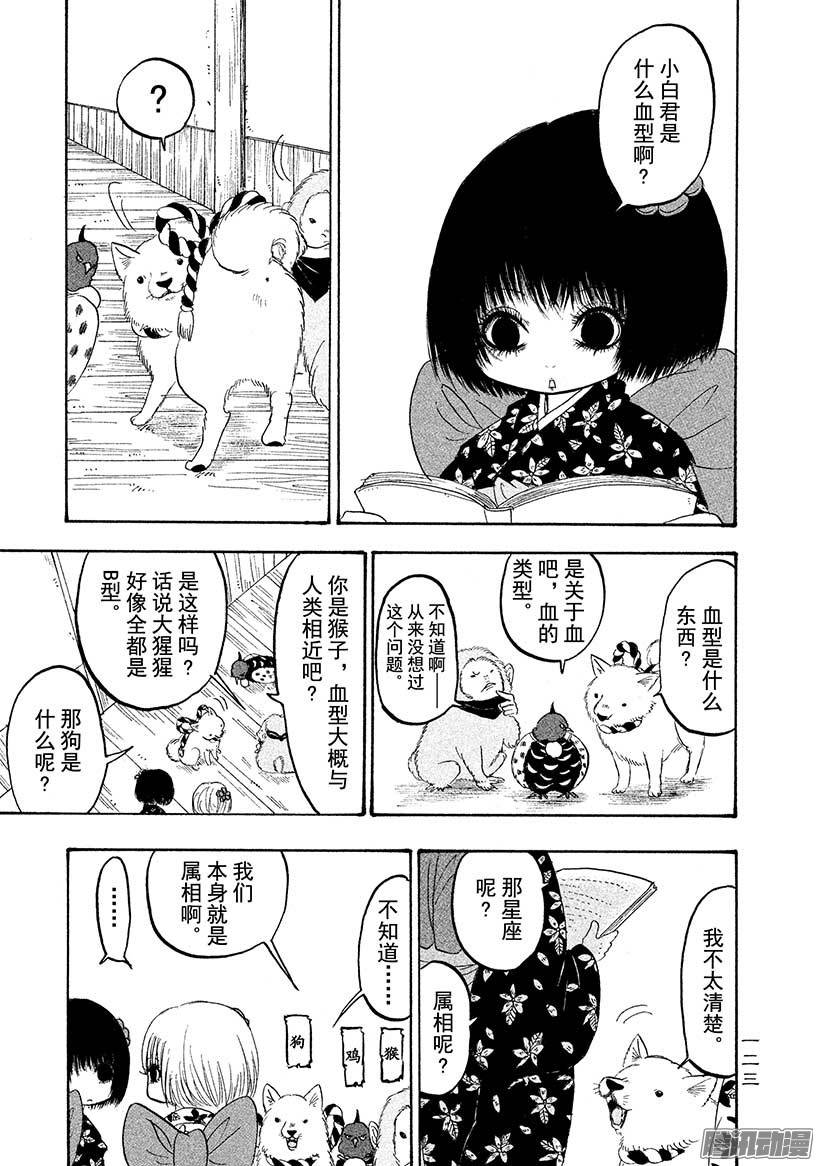 小白君是
什么血型啊？
？
血型是什么
东西？
是关于血
吧，血的
类型。
不知道啊——
从来没想过
这个问题。
你是猴子，血型大概与
人类相近吧？
是这样吗？
话说大猩猩
好像全都是
B型。
那狗是
什么呢？
我不太清楚。
那星座
呢？
属相呢？
不知道……
猴
鸡
狗
我们
本身就是
属相啊。
……
一二三
腾讯动漫